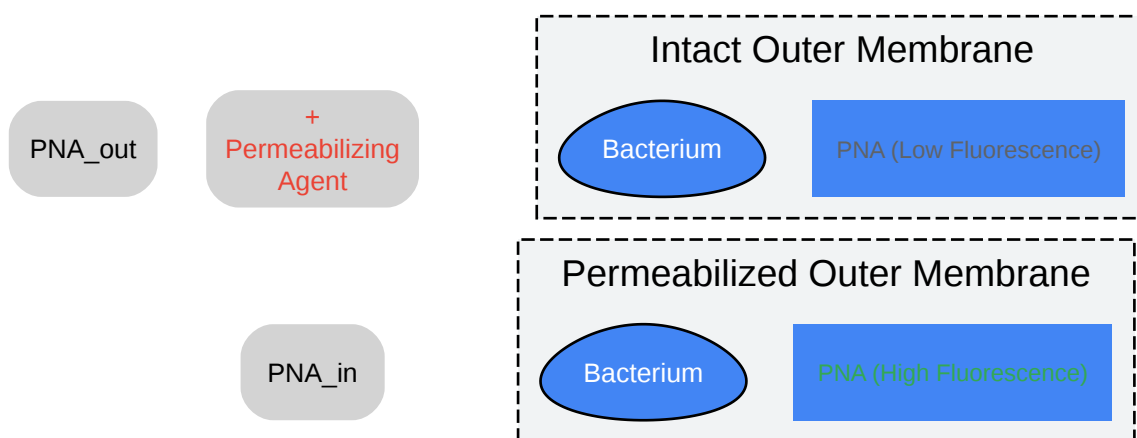 Intact Outer Membrane
PNA_out
+
Permeabilizing
Agent
Bacterium
PNA (Low Fluorescence)
Permeabilized Outer Membrane
PNA_in
Bacterium
PNA (High Fluorescence)